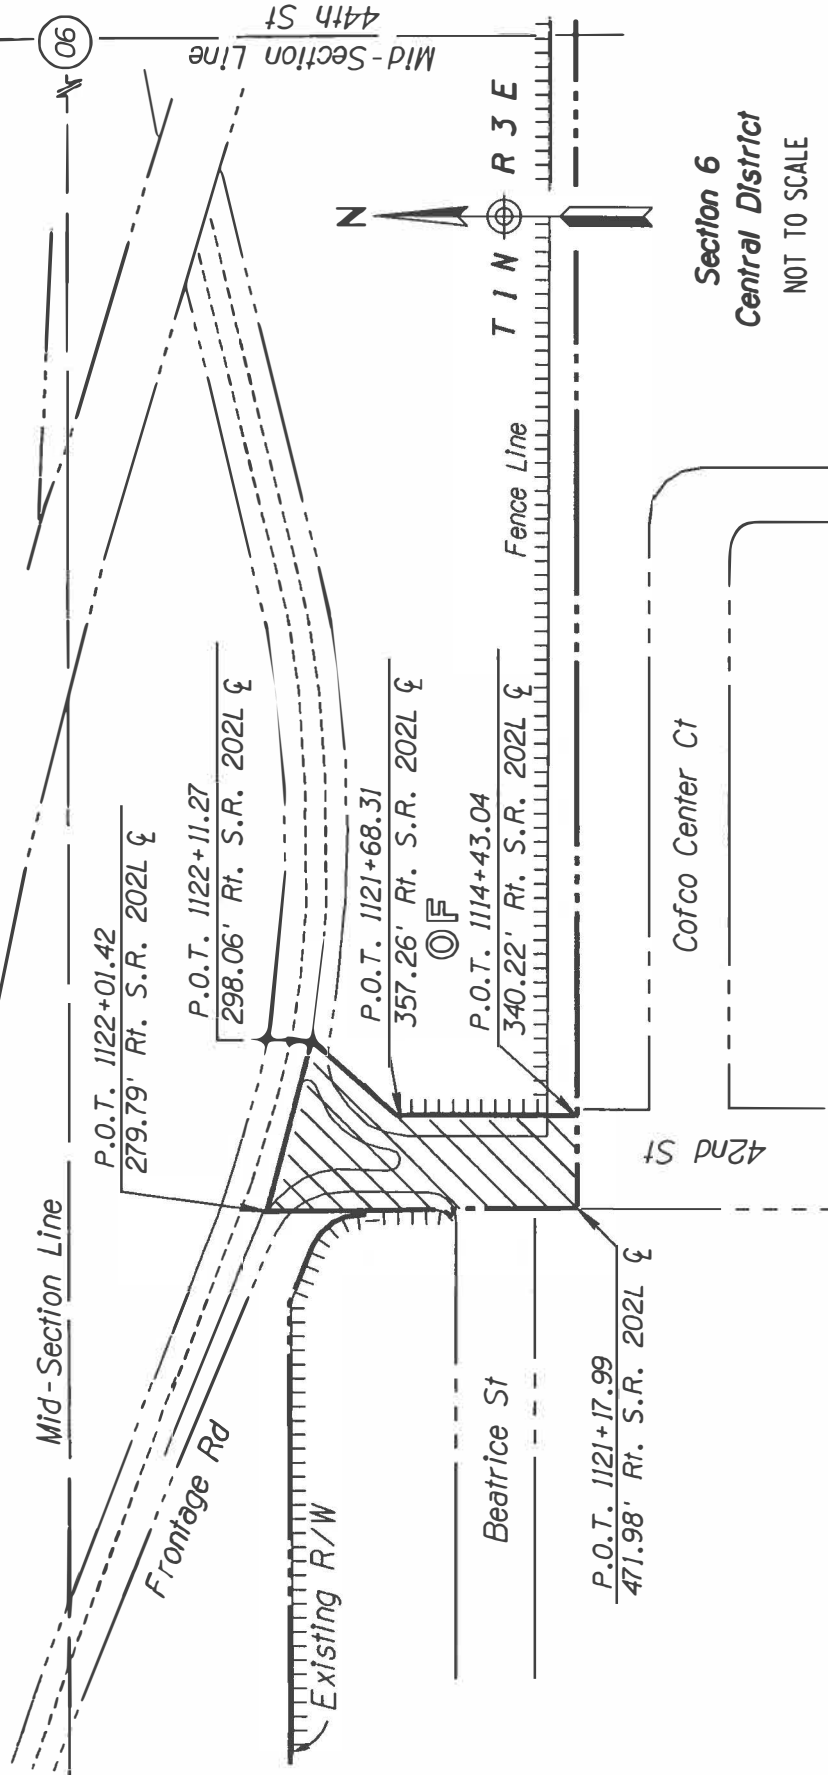 06
Mid-Section Line
44th St
N
T 1 N R 3 E
Section 6
Central District
NOT TO SCALE
Fence Line
P.O.T. 1122+01.42
279.79' Rt. S.R. 202L ℄
P.O.T. 1122+11.27
298.06' Rt. S.R. 202L ℄
P.O.T. 1121+68.31
357.26' Rt. S.R. 202L ℄
OF
P.O.T. 1114+43.04
340.22' Rt. S.R. 202L ℄
Cofco Center Ct
42nd St
Mid-Section Line
Frontage Rd
Existing R/W
Beatrice St
P.O.T. 1121+17.99
471.98' Rt. S.R. 202L ℄